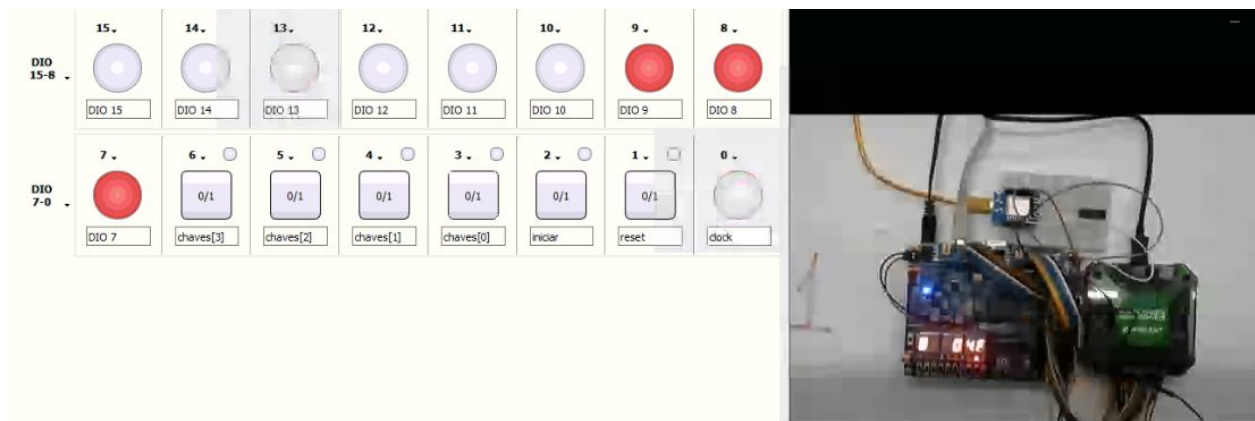 15 14 13 12 11 10 9 8
DIO
15-8
DIO 15 DIO 14 DIO 13 DIO 12 DIO 11 DIO 10 DIO 9 DIO 8
7 6 5 4 3 2 1 0
DIO
7-0
0/1 0/1 0/1 0/1 0/1 0/1
DIO 7 chaves[3] chaves[2] chaves[1] chaves[0] iniciar reset clock